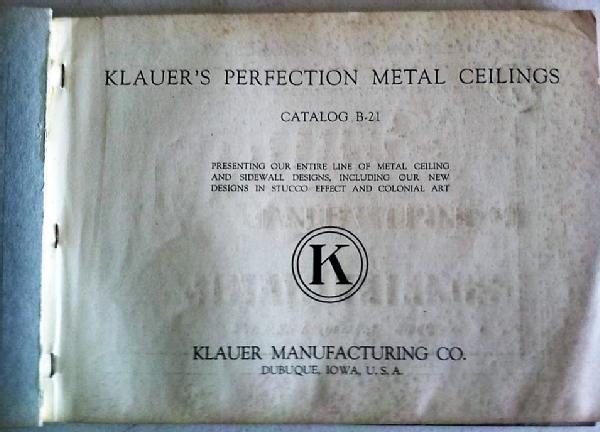 KLAUER'S PERFECTION METAL CEILINGS
CATALOG B-21
PRESENTING OUR ENTIRE LINE OF METAL CEILING
AND SIDEWALL DESIGNS, INCLUDING OUR NEW
DESIGNS IN STUCCO EFFECT AND COLONIAL ART
K
KLAUER MANUFACTURING CO.
DUBUQUE, IOWA, U.S.A.